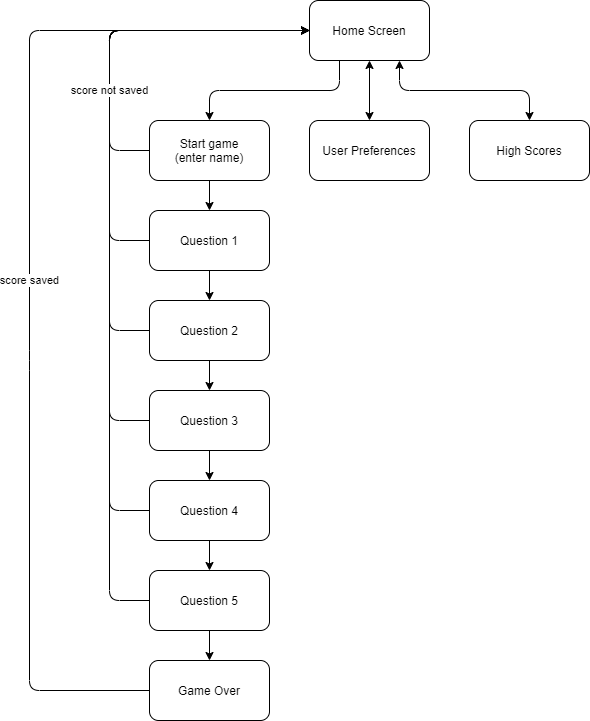 Home Screen
score not saved
Start game
(enter name)
User Preferences
High Scores
Question 1
score saved
Question 2
Question 3
Question 4
Question 5
Game Over